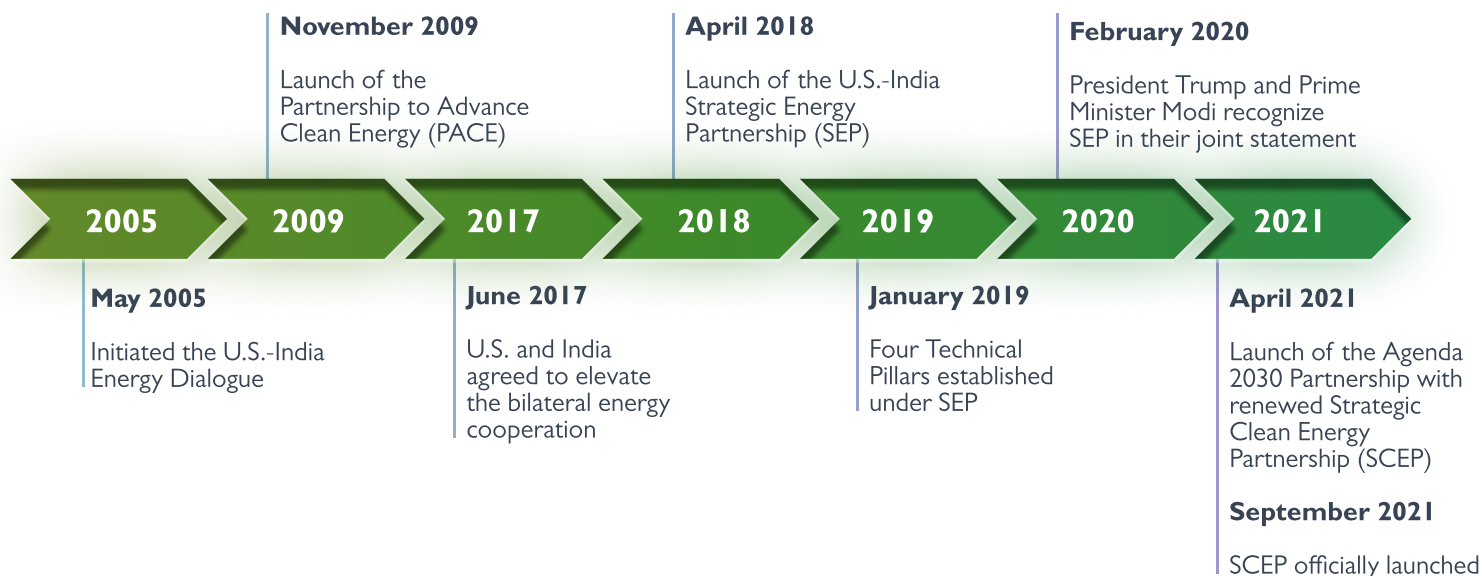 November 2009
Launch of the
Partnership to Advance
Clean Energy (PACE)
April 2018
Launch of the U.S.-India
Strategic Energy
Partnership (SEP)
February 2020
President Trump and Prime
Minister Modi recognize
SEP in their joint statement
2005
2009
2017
2018
2019
2020
2021
May 2005
Initiated the U.S.-India
Energy Dialogue
June 2017
U.S. and India
agreed to elevate
the bilateral energy
cooperation
January 2019
Four Technical
Pillars established
under SEP
April 2021
Launch of the Agenda
2030 Partnership with
renewed Strategic
Clean Energy
Partnership (SCEP)
September 2021
SCEP officially launched